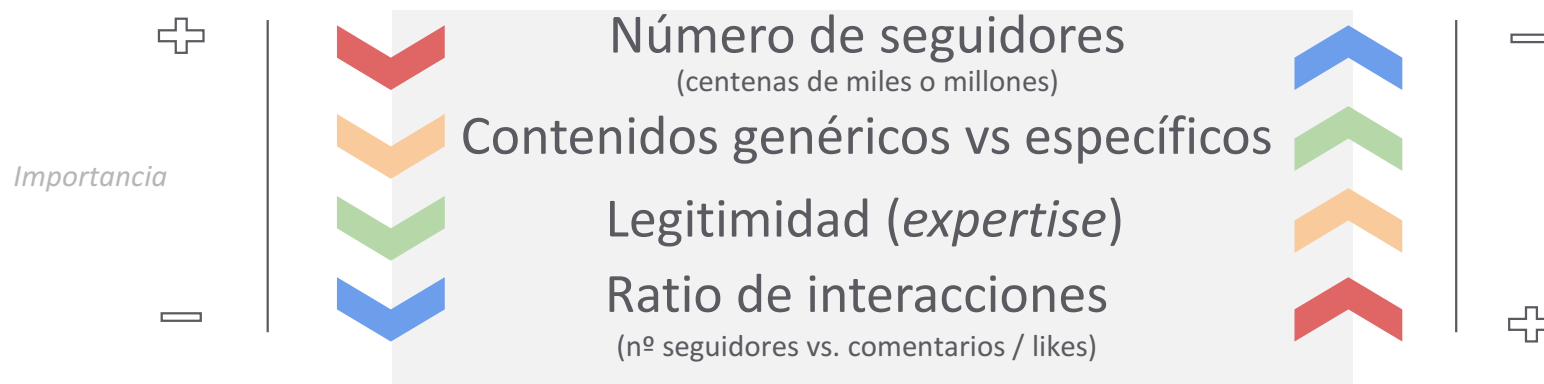 Número de seguidores
(centenas de miles o millones)
Contenidos genéricos vs específicos
Importancia
Legitimidad (expertise)
Ratio de interacciones
(nº seguidores vs. comentarios / likes)